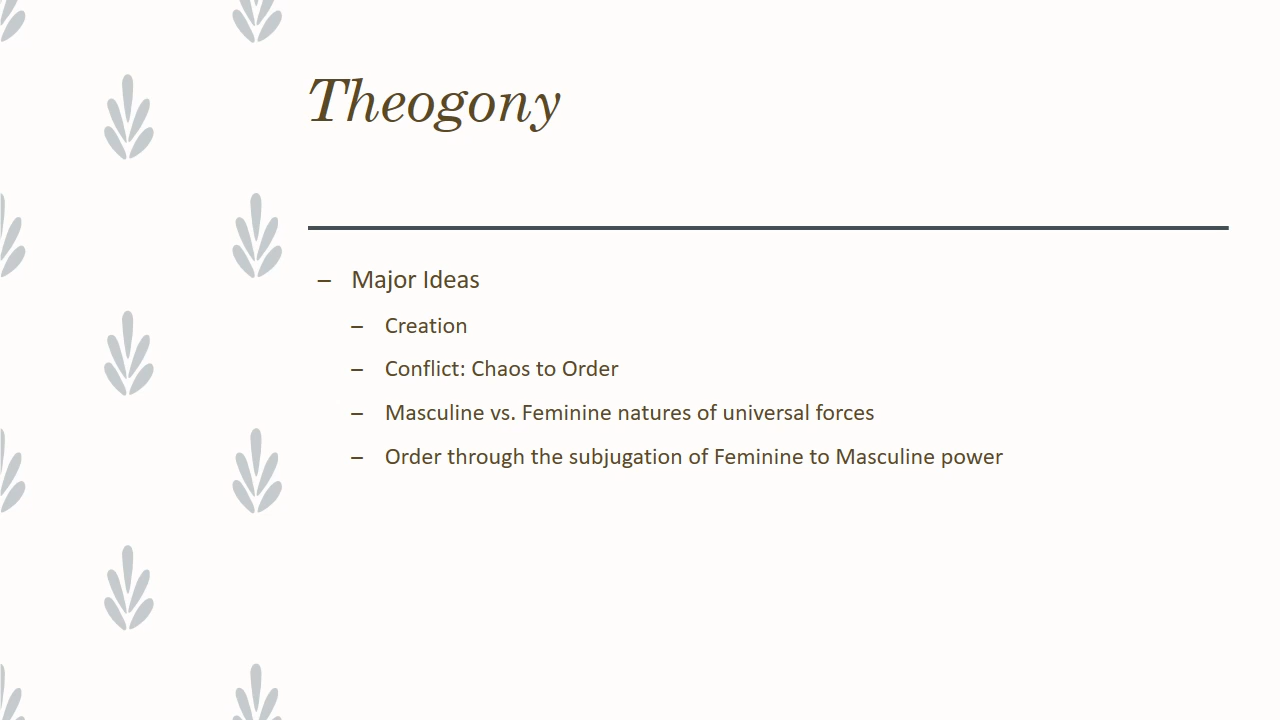 Theogony
– Major Ideas
– Creation
– Conflict: Chaos to Order
– Masculine vs. Feminine natures of universal forces
– Order through the subjugation of Feminine to Masculine power